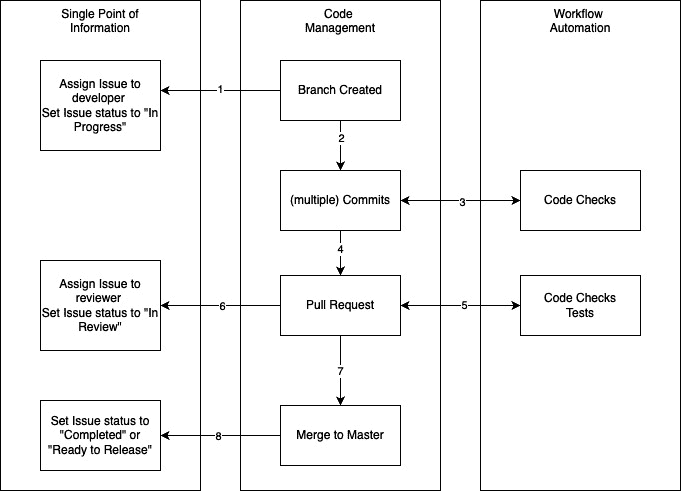 Single Point of
Information
Code
Management
Workflow
Automation
Assign Issue to
developer
Set Issue status to "In
Progress"
1
Branch Created
2
(multiple) Commits
3
Code Checks
4
Assign Issue to
reviewer
Set Issue status to "In
Review"
6
Pull Request
5
Code Checks
Tests
7
Set Issue status to
"Completed" or
"Ready to Release"
8
Merge to Master